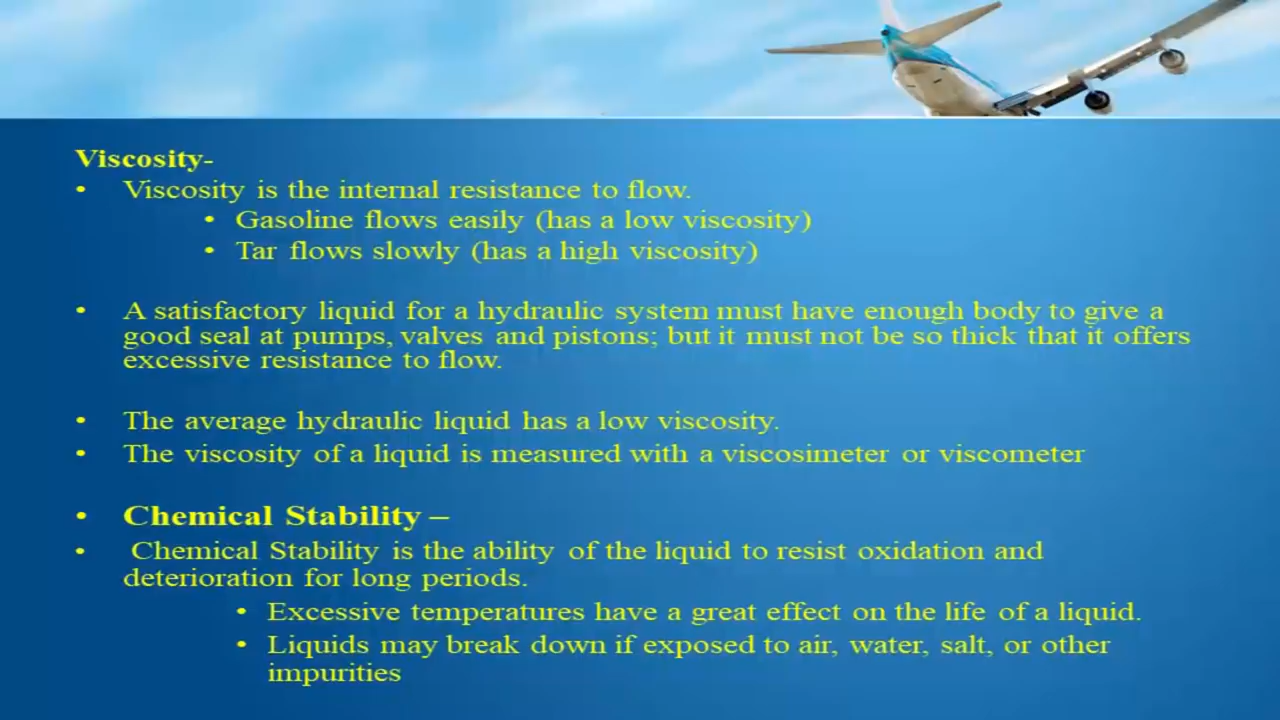 Viscosity-
• Viscosity is the internal resistance to flow.
• Gasoline flows easily (has a low viscosity)
• Tar flows slowly (has a high viscosity)
• A satisfactory liquid for a hydraulic system must have enough body to give a
good seal at pumps, valves and pistons; but it must not be so thick that it offers
excessive resistance to flow.
• The average hydraulic liquid has a low viscosity.
• The viscosity of a liquid is measured with a viscosimeter or viscometer
• Chemical Stability –
• Chemical Stability is the ability of the liquid to resist oxidation and
deterioration for long periods.
• Excessive temperatures have a great effect on the life of a liquid.
• Liquids may break down if exposed to air, water, salt, or other
impurities